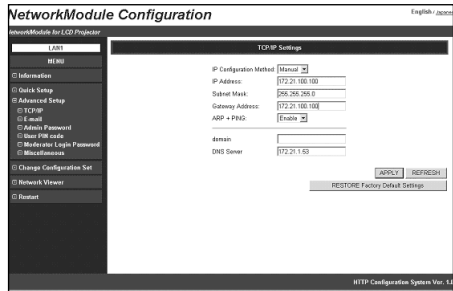 NetworkModule Configuration
English / Japanese
NetworkModule for LCD Projector
LAN1
MENU
Information
Quick Setup
Advanced Setup
TCP/IP
E-mail
Admin Password
User PIN code
Moderator Login Password
Miscellaneous
Change Configuration Set
Network Viewer
Restart
TCP/IP Settings
IP Configuration Method: Manual
IP Address: 172.21.100.100
Subnet Mask: 255.255.255.0
Gateway Address: 172.21.100.100
ARP + PING: Enable
domain
DNS Server 172.21.1.53
APPLY REFRESH
RESTORE Factory Default Settings
HTTP Configuration System Ver. 1.0